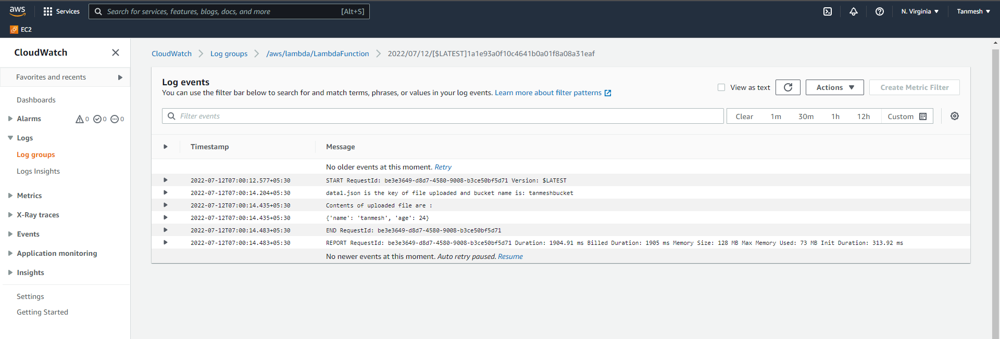 aws Services Search for services, features, blogs, docs, and more [Alt+S] N. Virginia Tanmesh
EC2
CloudWatch
Favorites and recents
Dashboards
Alarms 0 0 0
Logs
Log groups
Logs Insights
Metrics
X-Ray traces
Events
Application monitoring
Insights
Settings
Getting Started
CloudWatch Log groups /aws/lambda/LambdaFunction 2022/07/12/[$LATEST]1a1e93a0f10c4641b0a01f8a08a31eaf
Log events
You can use the filter bar below to search for and match terms, phrases, or values in your log events. Learn more about filter patterns
View as text Actions Create Metric Filter
Filter events Clear 1m 30m 1h 12h Custom
Timestamp Message
No older events at this moment. Retry
2022-07-12T07:00:12.577+05:30 START RequestId: be3e3649-d8d7-4580-9008-b3ce50bf5d71 Version: $LATEST
2022-07-12T07:00:14.204+05:30 data1.json is the key of file uploaded and bucket name is: tanmeshbucket
2022-07-12T07:00:14.435+05:30 Contents of uploaded file are :
2022-07-12T07:00:14.435+05:30 {'name': 'tanmesh', 'age': 24}
2022-07-12T07:00:14.483+05:30 END RequestId: be3e3649-d8d7-4580-9008-b3ce50bf5d71
2022-07-12T07:00:14.483+05:30 REPORT RequestId: be3e3649-d8d7-4580-9008-b3ce50bf5d71 Duration: 1904.91 ms Billed Duration: 1905 ms Memory Size: 128 MB Max Memory Used: 73 MB Init Duration: 313.92 ms
No newer events at this moment. Auto retry paused. Resume